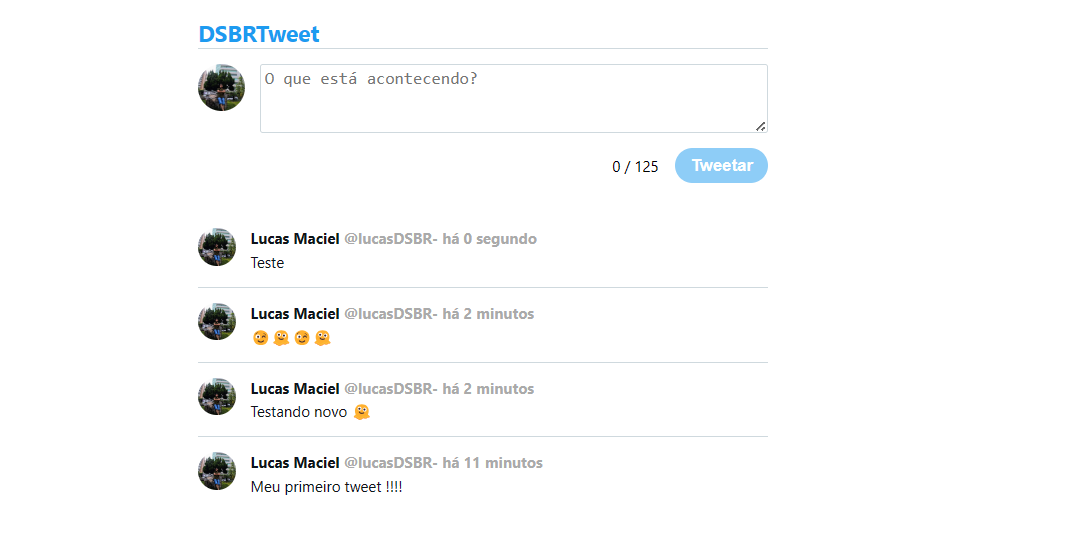 DSBRTweet
O que está acontecendo?
0 / 125 Tweetar
Lucas Maciel @lucasDSBR- há 0 segundo
Teste
Lucas Maciel @lucasDSBR- há 2 minutos
😉🫠😉🫠
Lucas Maciel @lucasDSBR- há 2 minutos
Testando novo 🫠
Lucas Maciel @lucasDSBR- há 11 minutos
Meu primeiro tweet !!!!